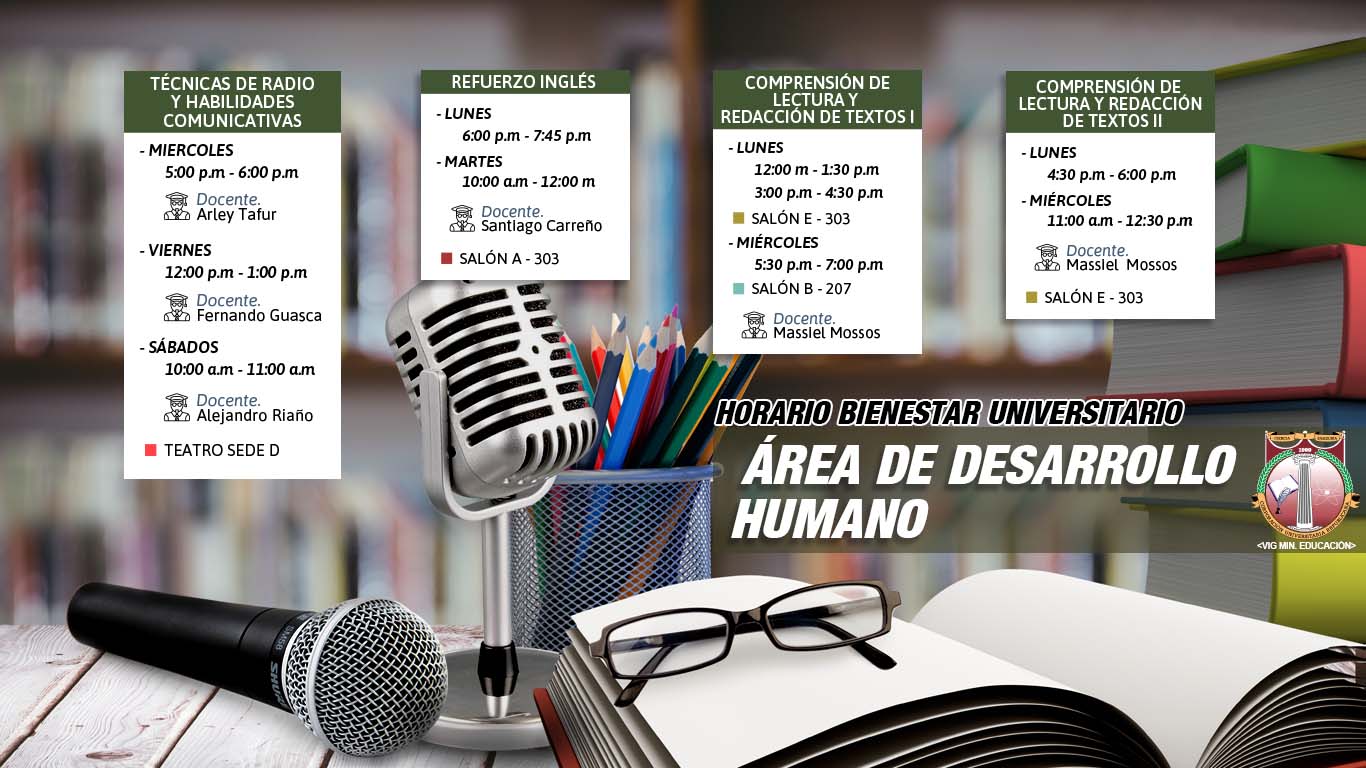 TÉCNICAS DE RADIO
Y HABILIDADES
COMUNICATIVAS
- MIERCOLES
5:00 p.m - 6:00 p.m
Docente.
Arley Tafur
- VIERNES
12:00 p.m - 1:00 p.m
Docente.
Fernando Guasca
- SÁBADOS
10:00 a.m - 11:00 a.m
Docente.
Alejandro Riaño
TEATRO SEDE D
REFUERZO INGLÉS
- LUNES
6:00 p.m - 7:45 p.m
- MARTES
10:00 a.m - 12:00 m
Docente.
Santiago Carreño
SALÓN A - 303
COMPRENSIÓN DE
LECTURA Y
REDACCIÓN DE TEXTOS I
- LUNES
12:00 m - 1:30 p.m
3:00 p.m - 4:30 p.m
SALÓN E - 303
- MIÉRCOLES
5:30 p.m - 7:00 p.m
SALÓN B - 207
Docente.
Massiel Mossos
COMPRENSIÓN DE
LECTURA Y REDACCIÓN
DE TEXTOS II
- LUNES
4:30 p.m - 6:00 p.m
- MIÉRCOLES
11:00 a.m - 12:30 p.m
Docente.
Massiel Mossos
SALÓN E - 303
HORARIO BIENESTAR UNIVERSITARIO
ÁREA DE DESARROLLO
HUMANO
1999
CORPORACIÓN UNIVERSITARIA REPUBLICANA
<VIG MIN. EDUCACIÓN>
SM58